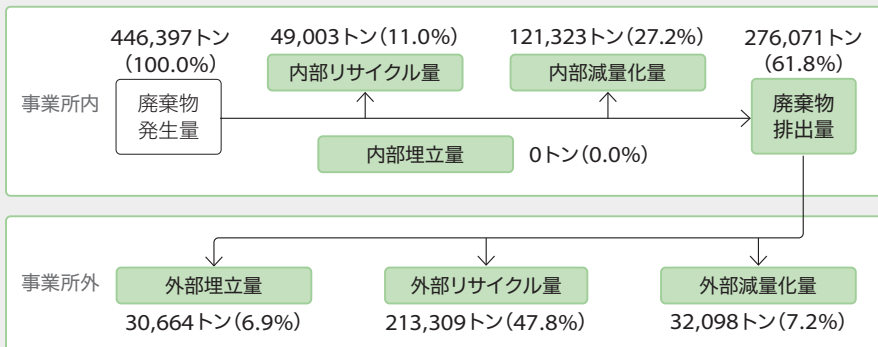 446,397トン
(100.0%)
49,003トン(11.0%)
内部リサイクル量
121,323トン(27.2%)
内部減量化量
276,071トン
(61.8%)
事業所内
廃棄物
発生量
廃棄物
排出量
内部埋立量
0トン(0.0%)
事業所外
外部埋立量
30,664トン(6.9%)
外部リサイクル量
213,309トン(47.8%)
外部減量化量
32,098トン(7.2%)